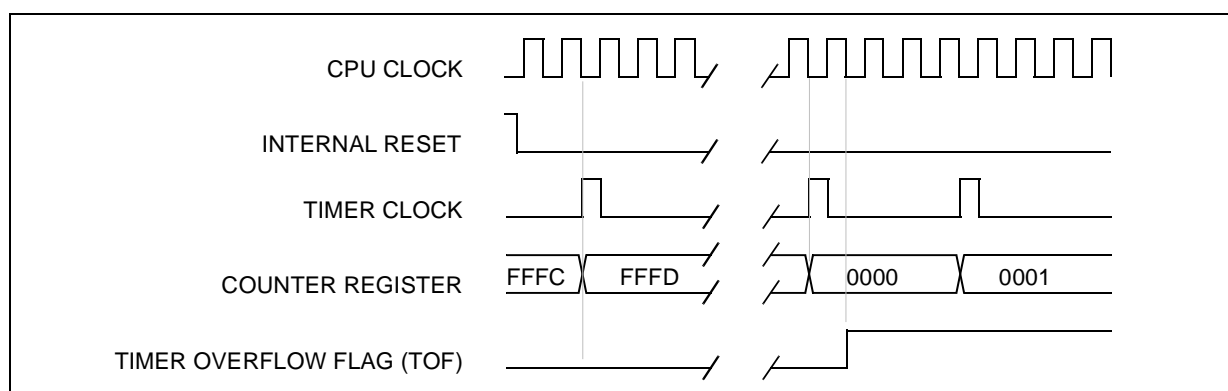 CPU CLOCK
INTERNAL RESET
TIMER CLOCK
COUNTER REGISTER FFFC FFFD 0000 0001
TIMER OVERFLOW FLAG (TOF)